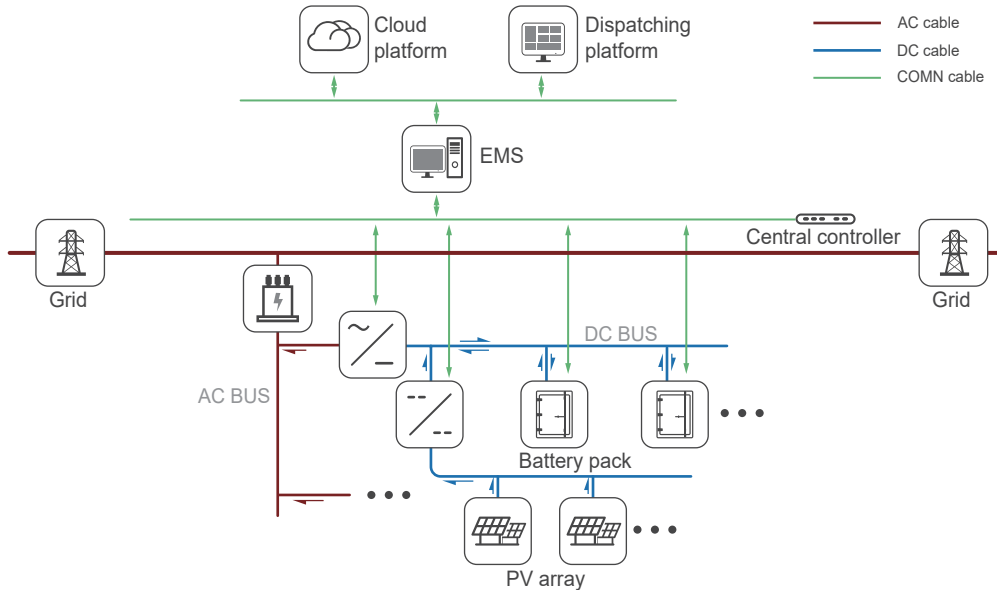 Cloud
platform
Dispatching
platform
AC cable
DC cable
COMN cable
EMS
Central controller
Grid
Grid
DC BUS
AC BUS
Battery pack
PV array